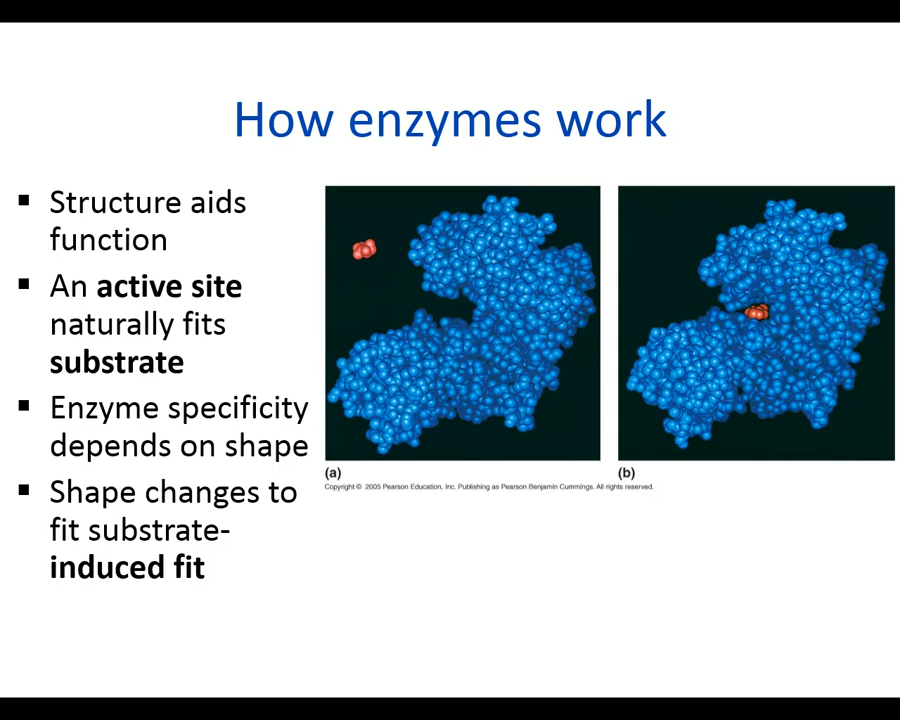 How enzymes work
▪ Structure aids
function
▪ An active site
naturally fits
substrate
▪ Enzyme specificity
depends on shape
▪ Shape changes to
fit substrate-
induced fit
(a)
(b)
Copyright © 2005 Pearson Education, Inc. Publishing as Pearson Benjamin Cummings. All rights reserved.